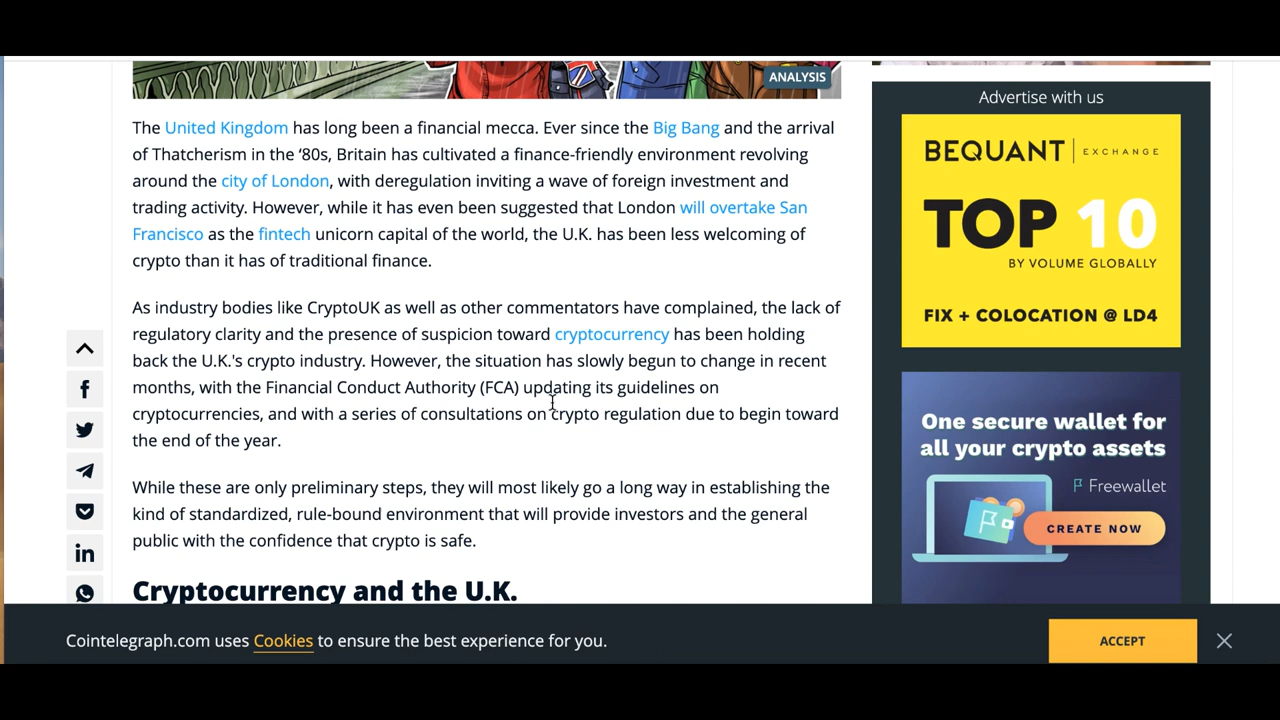 ANALYSIS
The United Kingdom has long been a financial mecca. Ever since the Big Bang and the arrival
of Thatcherism in the ‘80s, Britain has cultivated a finance-friendly environment revolving
around the city of London, with deregulation inviting a wave of foreign investment and
trading activity. However, while it has even been suggested that London will overtake San
Francisco as the fintech unicorn capital of the world, the U.K. has been less welcoming of
crypto than it has of traditional finance.
As industry bodies like CryptoUK as well as other commentators have complained, the lack of
regulatory clarity and the presence of suspicion toward cryptocurrency has been holding
back the U.K.'s crypto industry. However, the situation has slowly begun to change in recent
months, with the Financial Conduct Authority (FCA) updating its guidelines on
cryptocurrencies, and with a series of consultations on crypto regulation due to begin toward
the end of the year.
While these are only preliminary steps, they will most likely go a long way in establishing the
kind of standardized, rule-bound environment that will provide investors and the general
public with the confidence that crypto is safe.
Cryptocurrency and the U.K.
Advertise with us
BEQUANT | EXCHANGE
TOP 10
BY VOLUME GLOBALLY
FIX + COLOCATION @ LD4
One secure wallet for
all your crypto assets
Freewallet
CREATE NOW
Cointelegraph.com uses Cookies to ensure the best experience for you.
ACCEPT